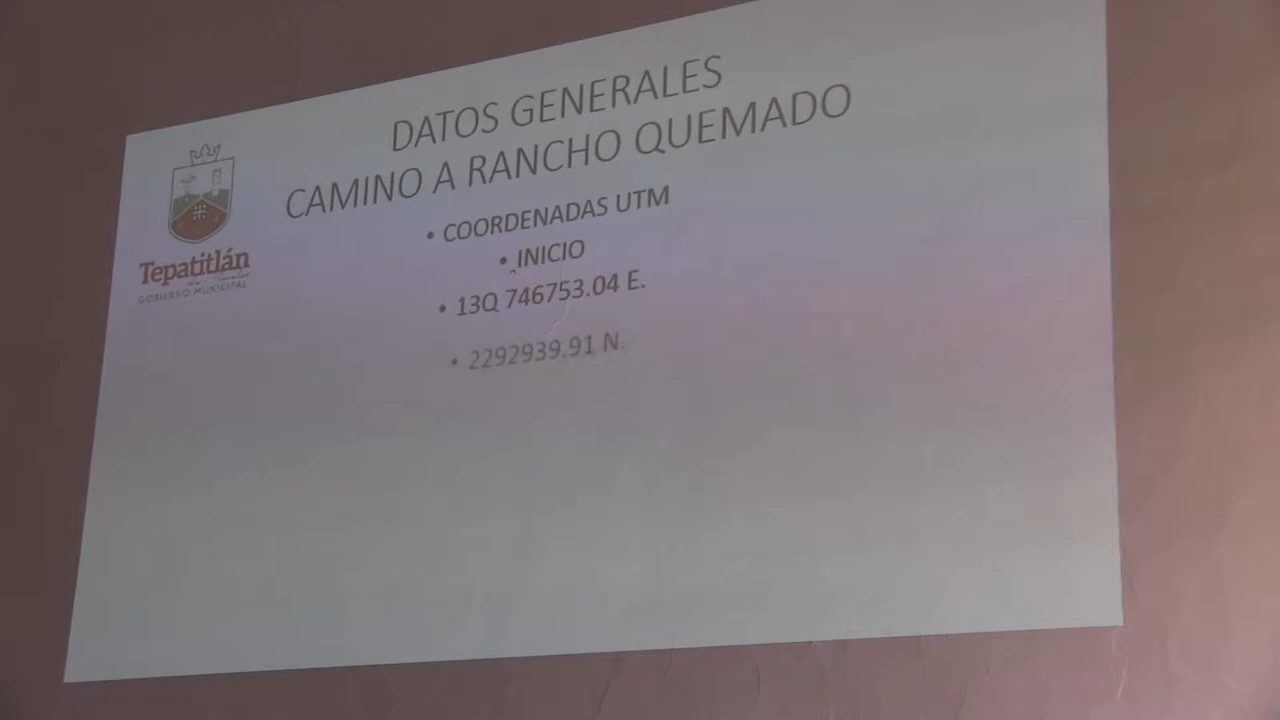 DATOS GENERALES
CAMINO A RANCHO QUEMADO
• COORDENADAS UTM
• INICIO
• 13Q 746753.04 E.
• 2292939.91 N.
Tepatitlán
GOBIERNO MUNICIPAL